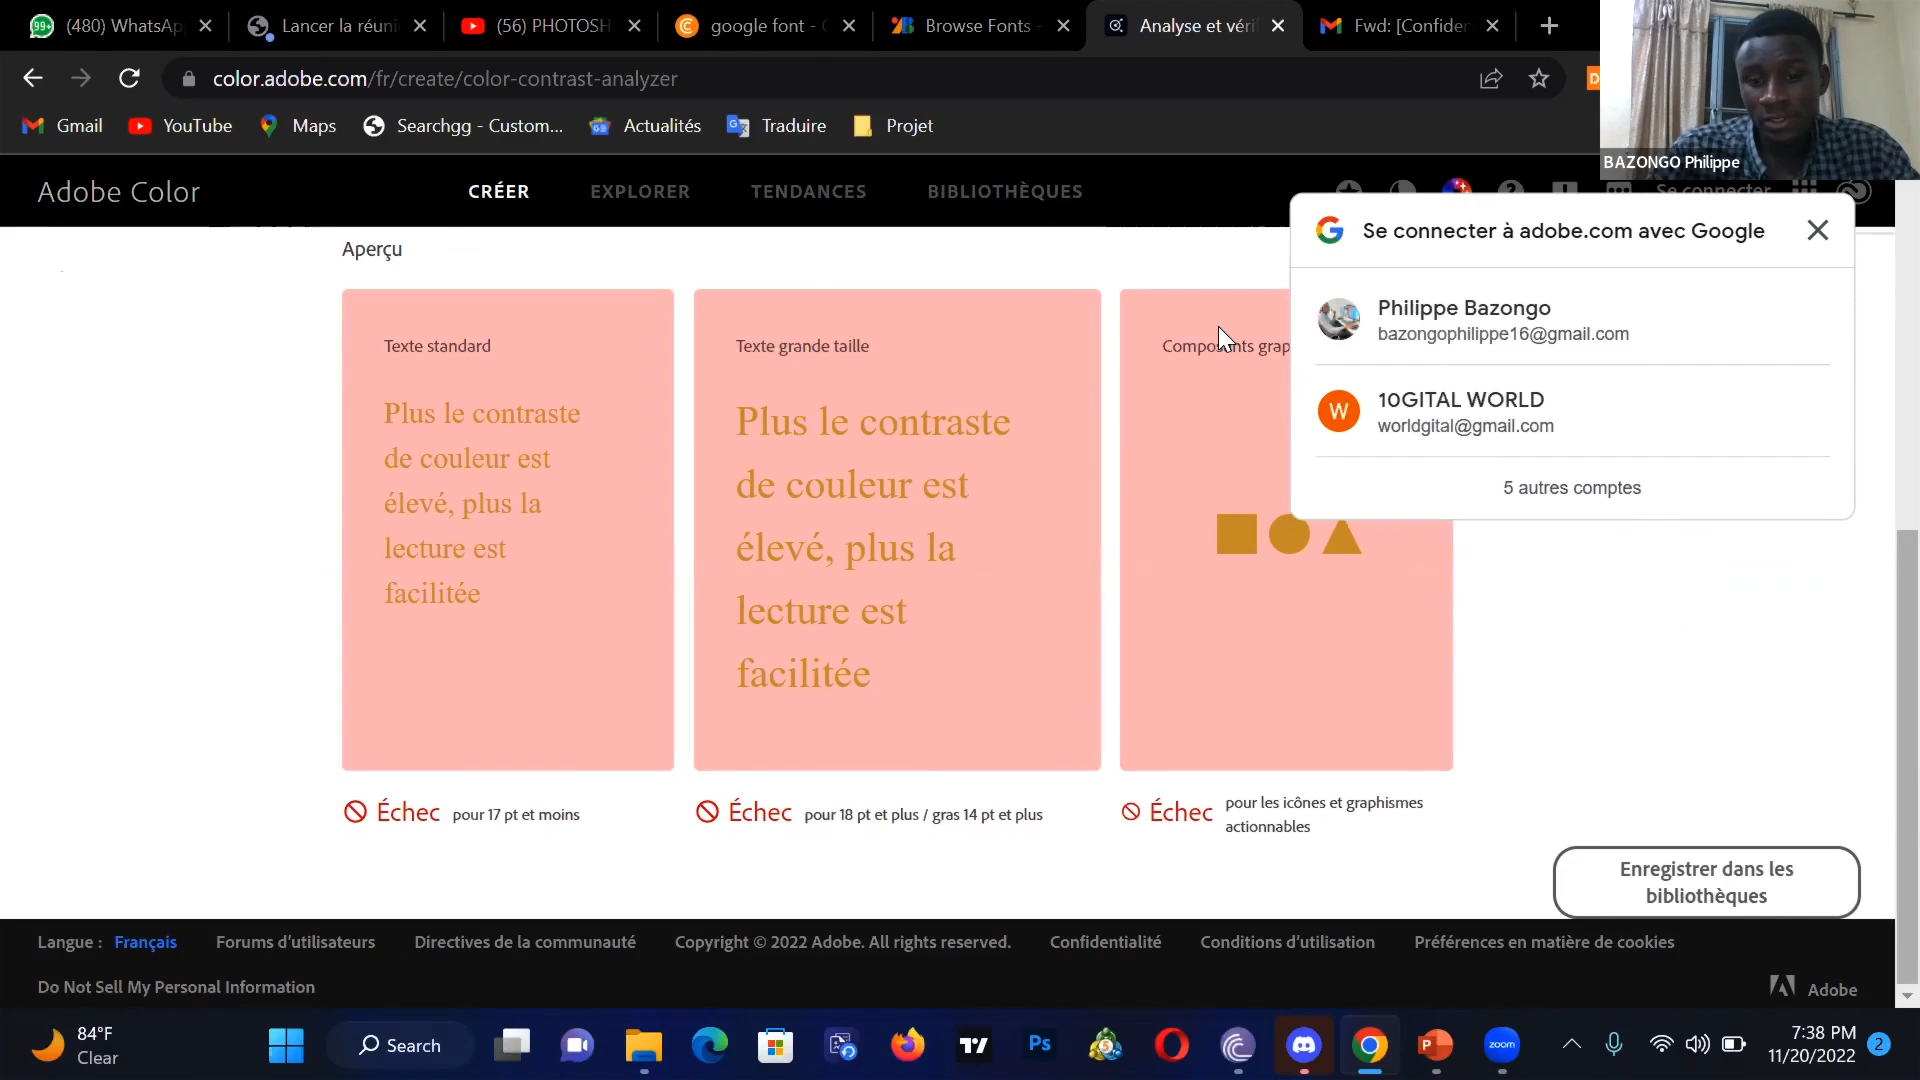 (480) WhatsAp
Lancer la réuni
(56) PHOTOSH
google font -
Browse Fonts -
Analyse et véri
Fwd: [Confiden
color.adobe.com/fr/create/color-contrast-analyzer
Gmail
YouTube
Maps
Searchgg - Custom...
Actualités
Traduire
Projet
BAZONGO Philippe
Adobe Color
CRÉER
EXPLORER
TENDANCES
BIBLIOTHÈQUES
Se connecter
Se connecter à adobe.com avec Google
Philippe Bazongo
bazongophilippe16@gmail.com
W
10GITAL WORLD
worldgital@gmail.com
5 autres comptes
Aperçu
Texte standard
Plus le contraste
de couleur est
élevé, plus la
lecture est
facilitée
Texte grande taille
Plus le contraste
de couleur est
élevé, plus la
lecture est
facilitée
Composants grap
Échec pour 17 pt et moins
Échec pour 18 pt et plus / gras 14 pt et plus
Échec pour les icônes et graphismes
actionnables
Enregistrer dans les
bibliothèques
Langue : Français
Forums d'utilisateurs
Directives de la communauté
Copyright © 2022 Adobe. All rights reserved.
Confidentialité
Conditions d'utilisation
Préférences en matière de cookies
Do Not Sell My Personal Information
Adobe
84°F
Clear
Search
Ps
zoom
7:38 PM
11/20/2022
2